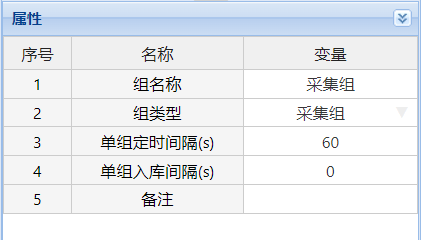 属性
序号 名称 变量
1 组名称 采集组
2 组类型 采集组
3 单组定时间隔(s) 60
4 单组入库间隔(s) 0
5 备注